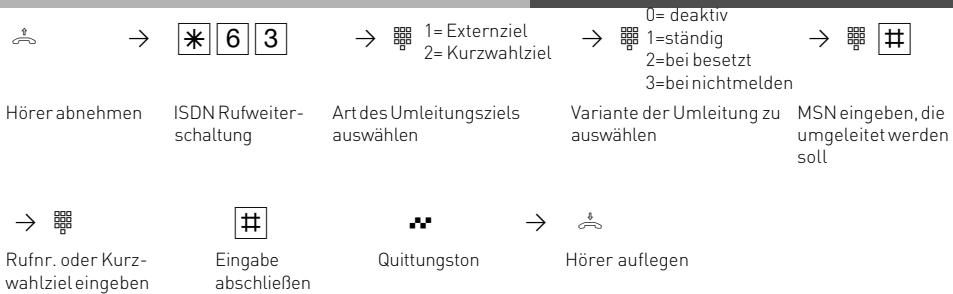 * 6 3
1= Externziel
2= Kurzwahlziel
0= deaktiv
1=ständig
2=bei besetzt
3=bei nichtmelden
#
Hörer abnehmen
ISDN Rufweiter-
schaltung
Art des Umleitungsziels
auswählen
Variante der Umleitung zu
auswählen
MSN eingeben, die
umgeleitet werden
soll
#
Rufnr. oder Kurz-
wahlziel eingeben
Eingabe
abschließen
Quittungston
Hörer auflegen